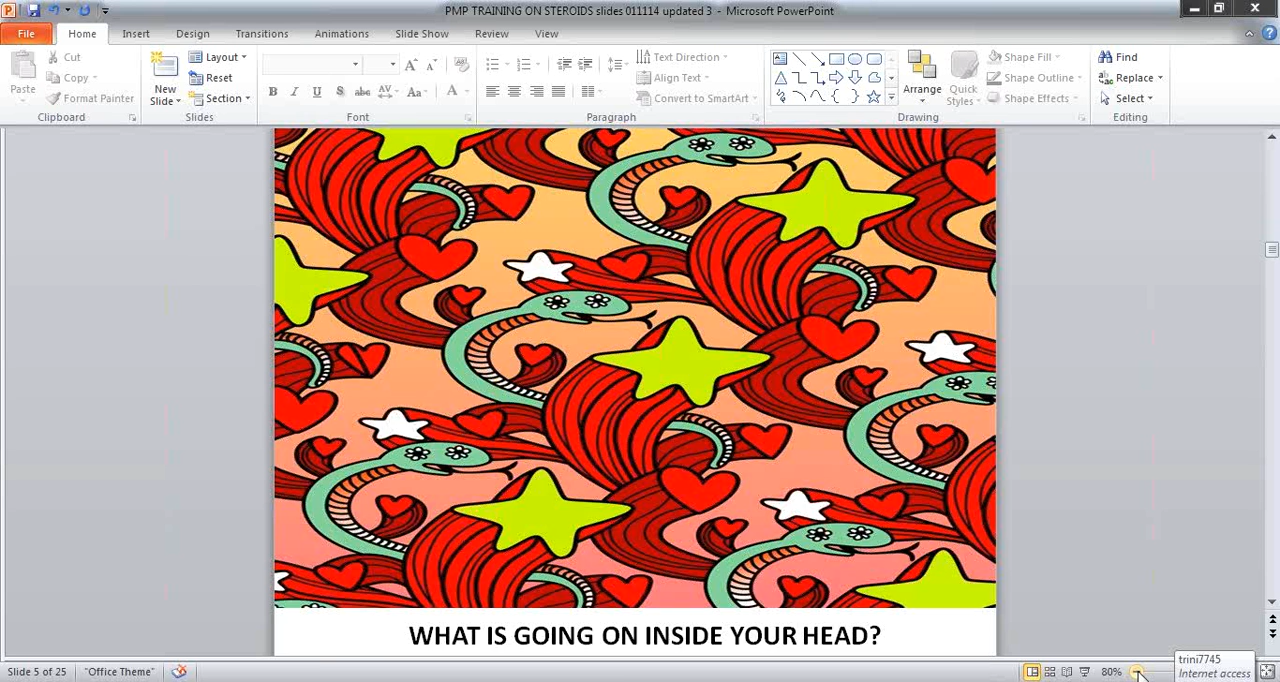 PMP TRAINING ON STEROIDS slides 011114 updated 3 - Microsoft PowerPoint
File Home Insert Design Transitions Animations Slide Show Review View
Paste Cut Copy Format Painter Clipboard
New Slide Layout Reset Section Slides
B I U S abc AV Aa A Font
Text Direction Align Text Convert to SmartArt Paragraph
Arrange Quick Styles Shape Fill Shape Outline Shape Effects Drawing
Find Replace Select Editing
WHAT IS GOING ON INSIDE YOUR HEAD?
Slide 5 of 25 "Office Theme" 80%
trini7745
Internet access